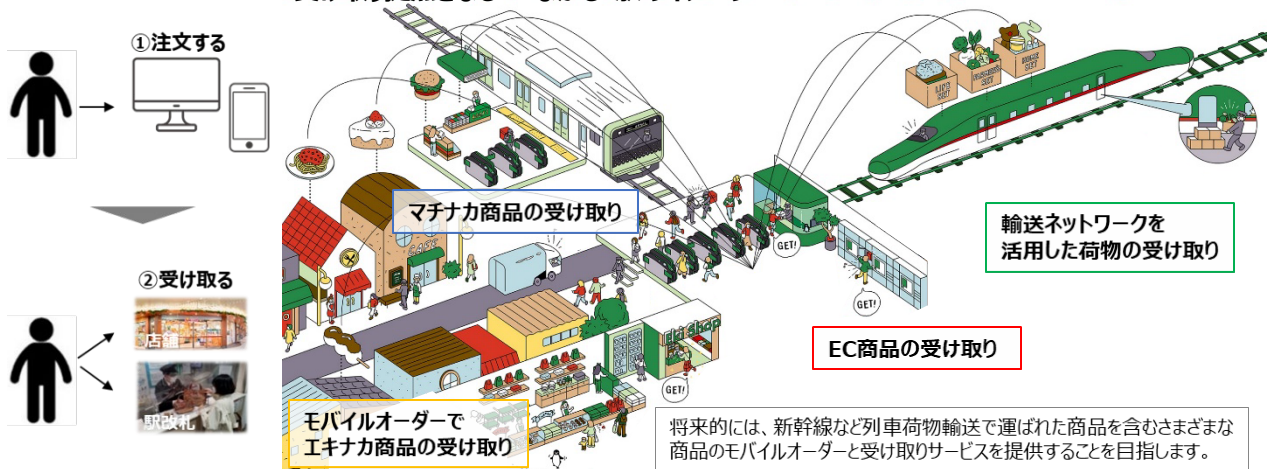 ①注文する
②受け取る
店舗
駅改札
マチナカ商品の受け取り
CAFE
GET!
GET!
輸送ネットワークを
活用した荷物の受け取り
EC商品の受け取り
Eki Shop
GET!
モバイルオーダーで
エキナカ商品の受け取り
将来的には、新幹線など列車荷物輸送で運ばれた商品を含むさまざまな
商品のモバイルオーダーと受け取りサービスを提供することを目指します。